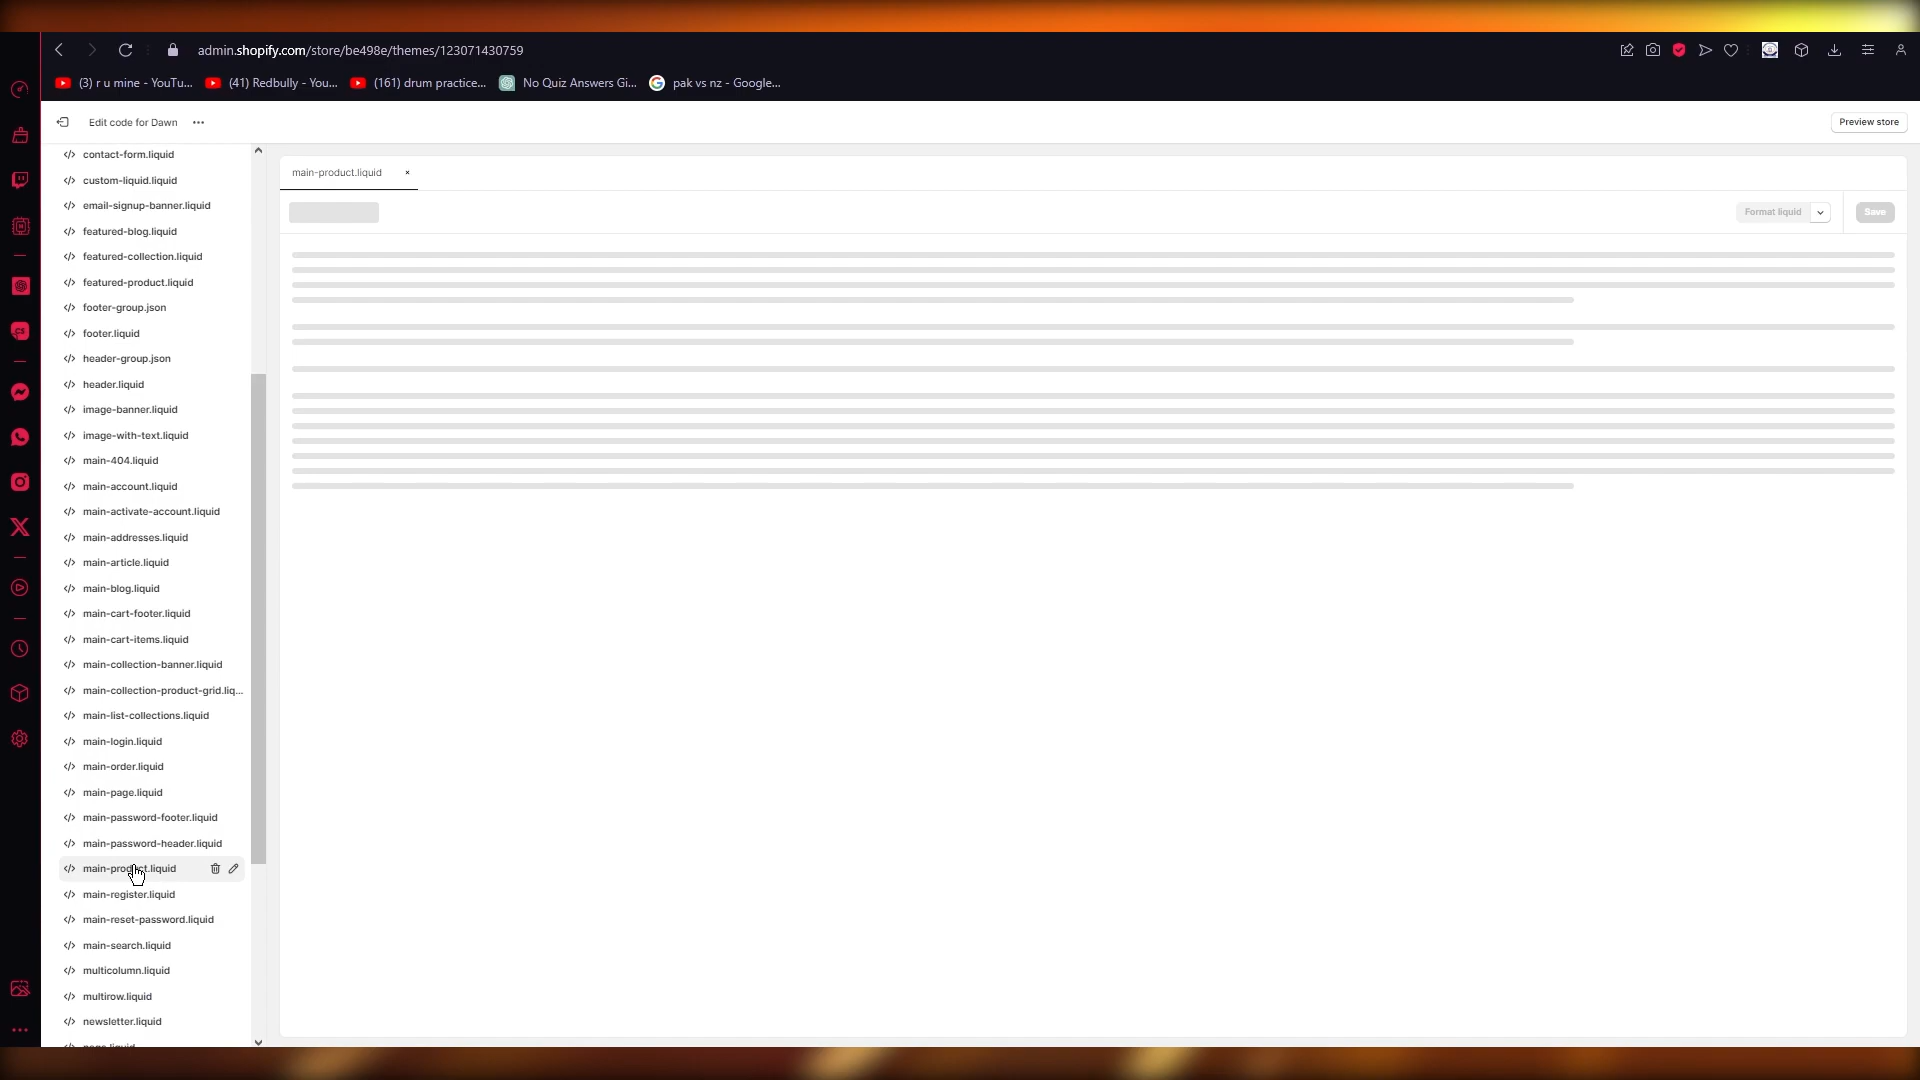 admin.shopify.com/store/be498e/themes/123071430759
(3) r u mine - YouTu...
(41) Redbully - You...
(161) drum practice...
No Quiz Answers Gi...
pak vs nz - Google...
Edit code for Dawn
Preview store
contact-form.liquid
custom-liquid.liquid
email-signup-banner.liquid
featured-blog.liquid
featured-collection.liquid
featured-product.liquid
footer-group.json
footer.liquid
header-group.json
header.liquid
image-banner.liquid
image-with-text.liquid
main-404.liquid
main-account.liquid
main-activate-account.liquid
main-addresses.liquid
main-article.liquid
main-blog.liquid
main-cart-footer.liquid
main-cart-items.liquid
main-collection-banner.liquid
main-collection-product-grid.liq...
main-list-collections.liquid
main-login.liquid
main-order.liquid
main-page.liquid
main-password-footer.liquid
main-password-header.liquid
main-product.liquid
main-register.liquid
main-reset-password.liquid
main-search.liquid
multicolumn.liquid
multirow.liquid
newsletter.liquid
page.liquid
main-product.liquid
Format liquid
Save